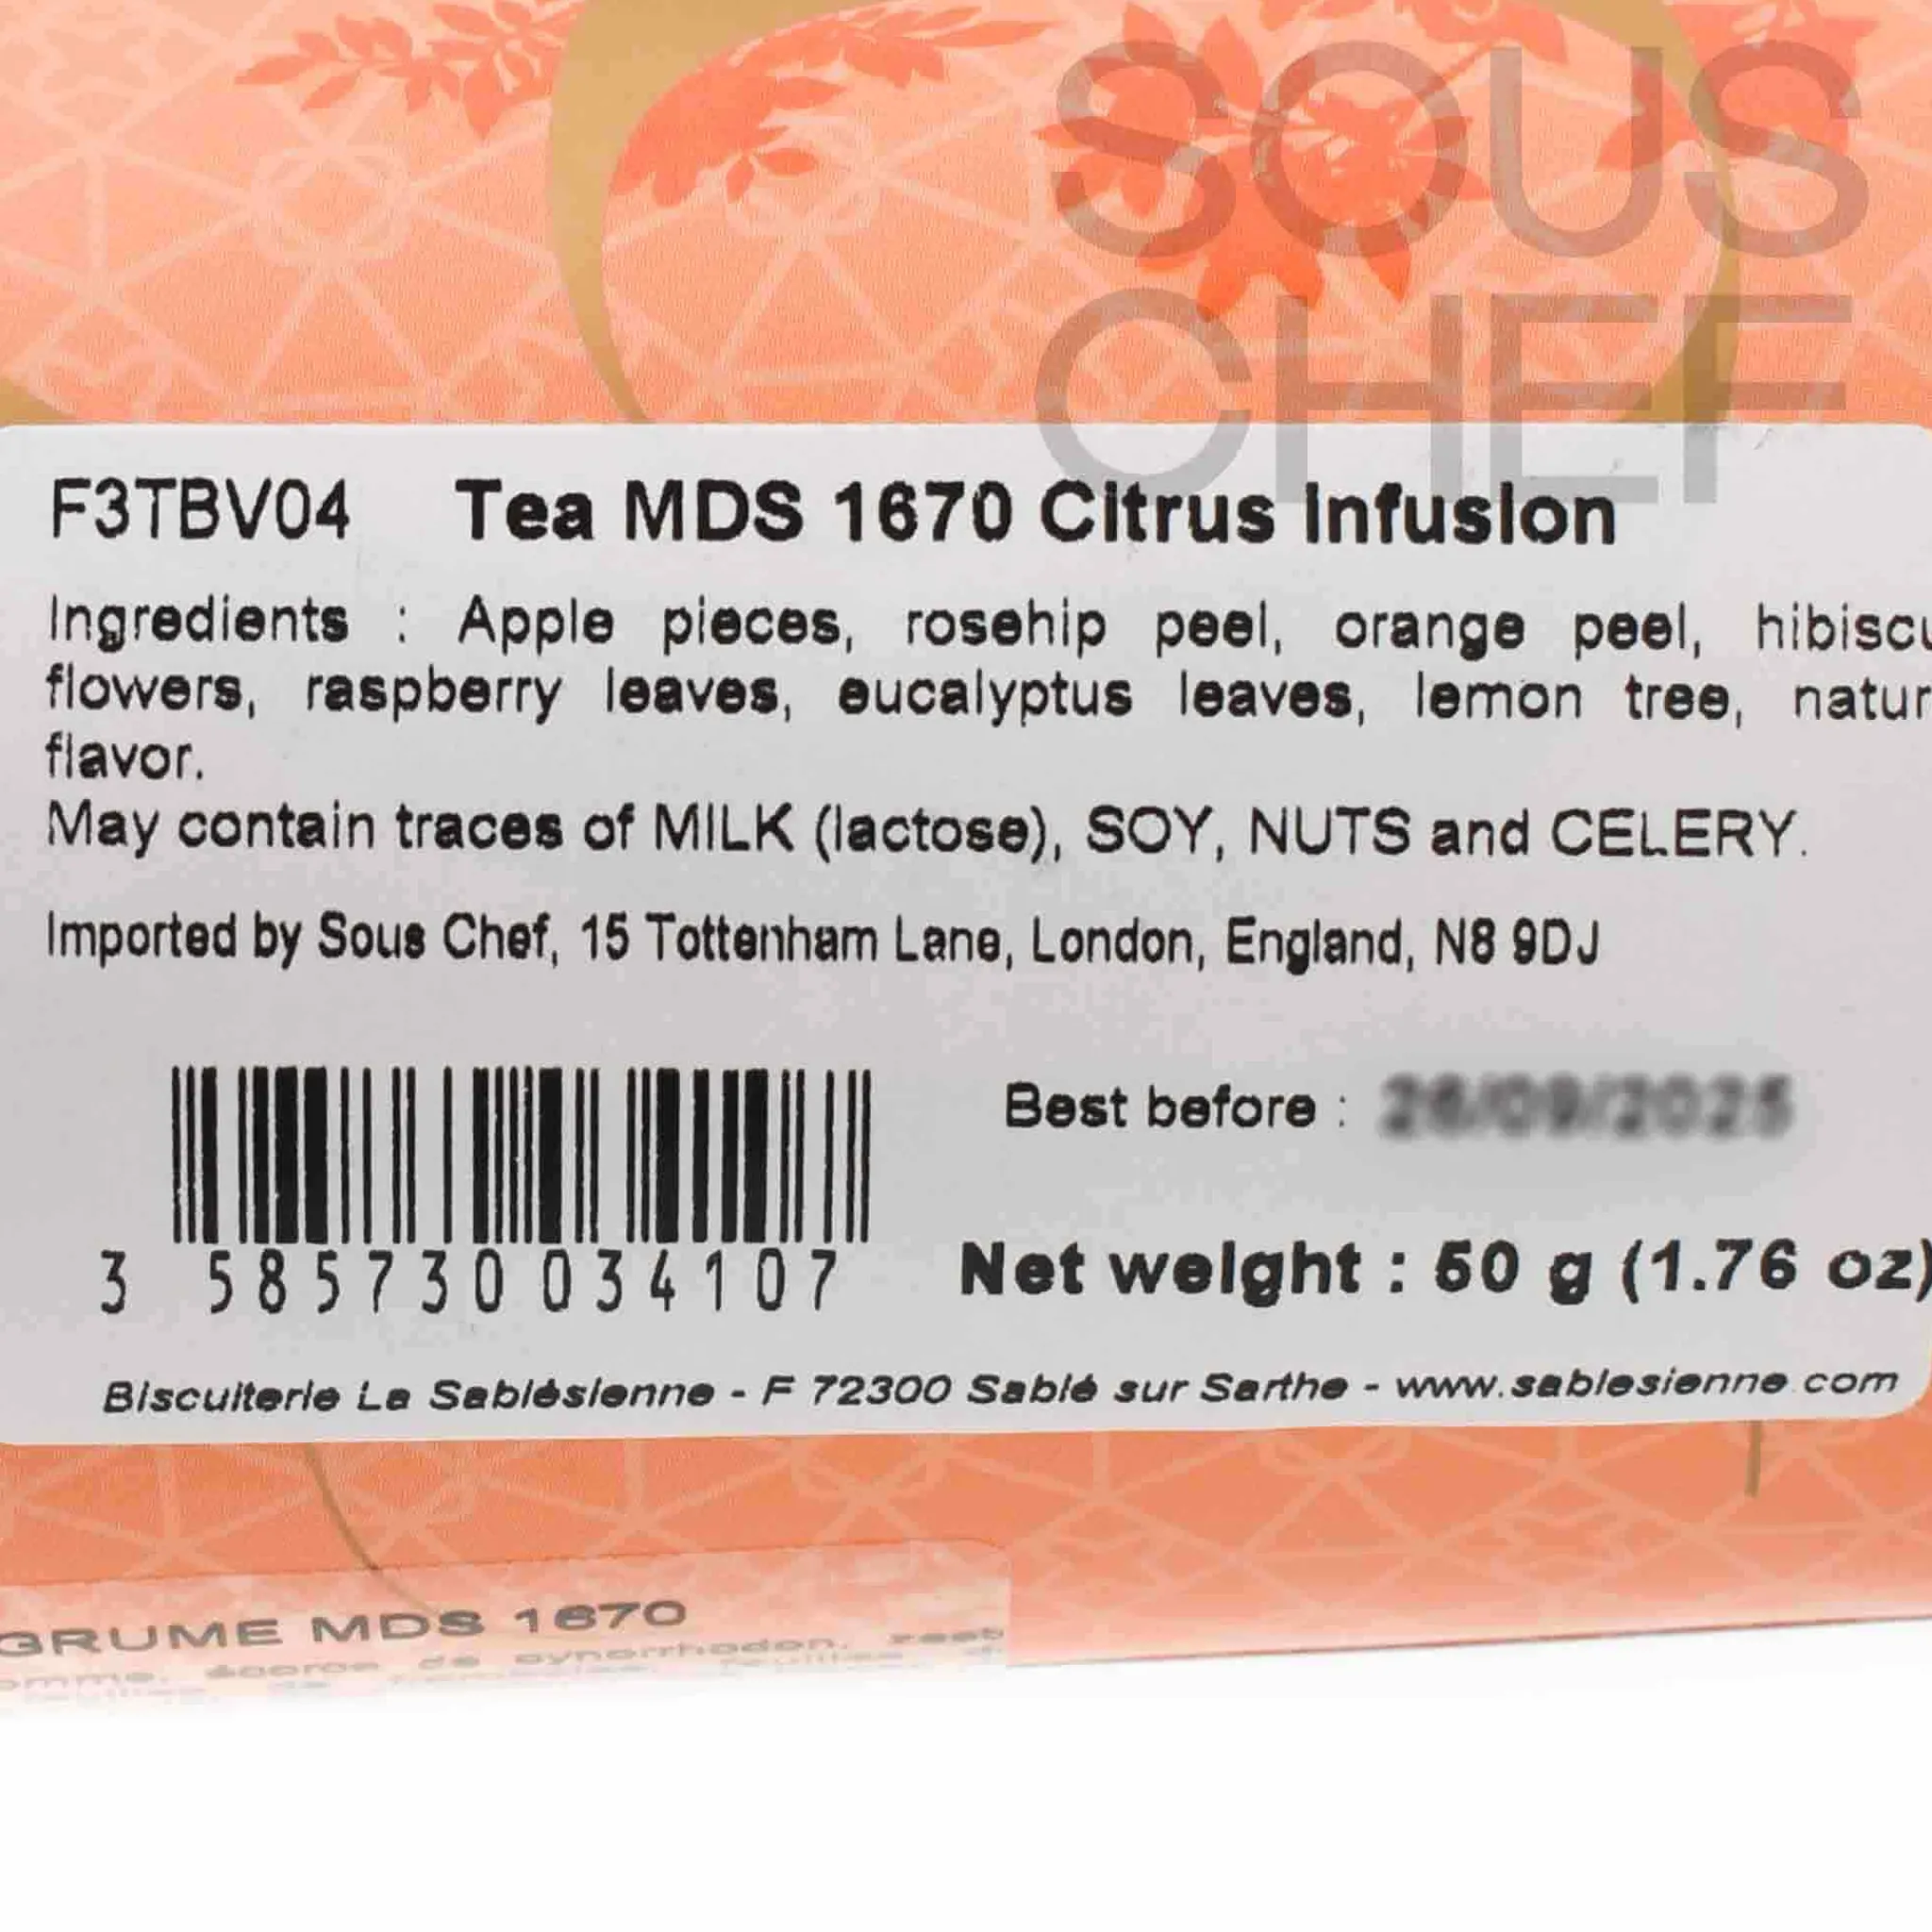 SOUS
CHEF
F3TBV04 Tea MDS 1670 Citrus Infusion
Ingredients : Apple pieces, rosehip peel, orange peel, hibiscu
flowers, raspberry leaves, eucalyptus leaves, lemon tree, natur
flavor.
May contain traces of MILK (lactose), SOY, NUTS and CELERY.
Imported by Sous Chef, 15 Tottenham Lane, London, England, N8 9DJ
Best before :
3 585730 034107
Net weight : 50 g (1.76 oz)
Biscuiterie La Sablésienne - F 72300 Sablé sur Sarthe - www.sablesienne.com
GRUME MDS 1670